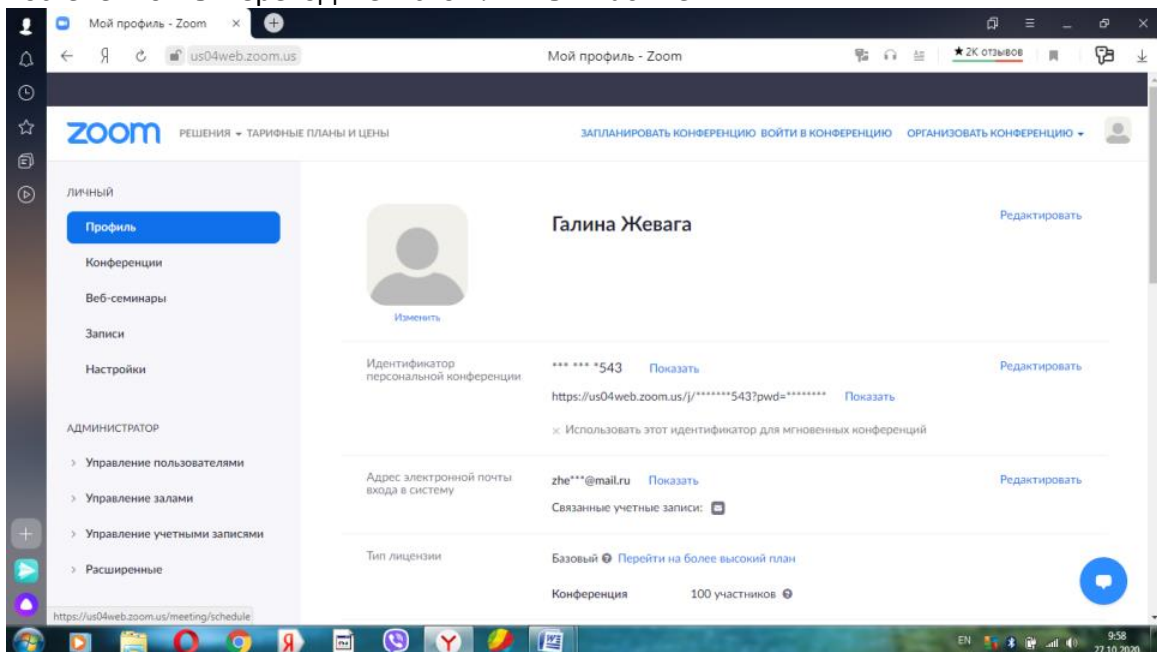 Мой профиль - Zoom
us04web.zoom.us
Мой профиль - Zoom
★ 2K отзывов
zoom
РЕШЕНИЯ
ТАРИФНЫЕ ПЛАНЫ И ЦЕНЫ
ЗАПЛАНИРОВАТЬ КОНФЕРЕНЦИЮ
ВОЙТИ В КОНФЕРЕНЦИЮ
ОРГАНИЗОВАТЬ КОНФЕРЕНЦИЮ
ЛИЧНЫЙ
Профиль
Конференции
Веб-семинары
Записи
Настройки
АДМИНИСТРАТОР
Управление пользователями
Управление залами
Управление учетными записями
Расширенные
https://us04web.zoom.us/meeting/schedule
Изменить
Галина Жевага
Редактировать
Идентификатор
персональной конференции
*** *** *543 Показать
Редактировать
https://us04web.zoom.us/j/*******543?pwd=******** Показать
× Использовать этот идентификатор для мгновенных конференций
Адрес электронной почты
входа в систему
zhe***@mail.ru Показать
Редактировать
Связанные учетные записи:
Тип лицензии
Базовый Перейти на более высокий план
Конференция 100 участников
EN
9:58
27.10.2020